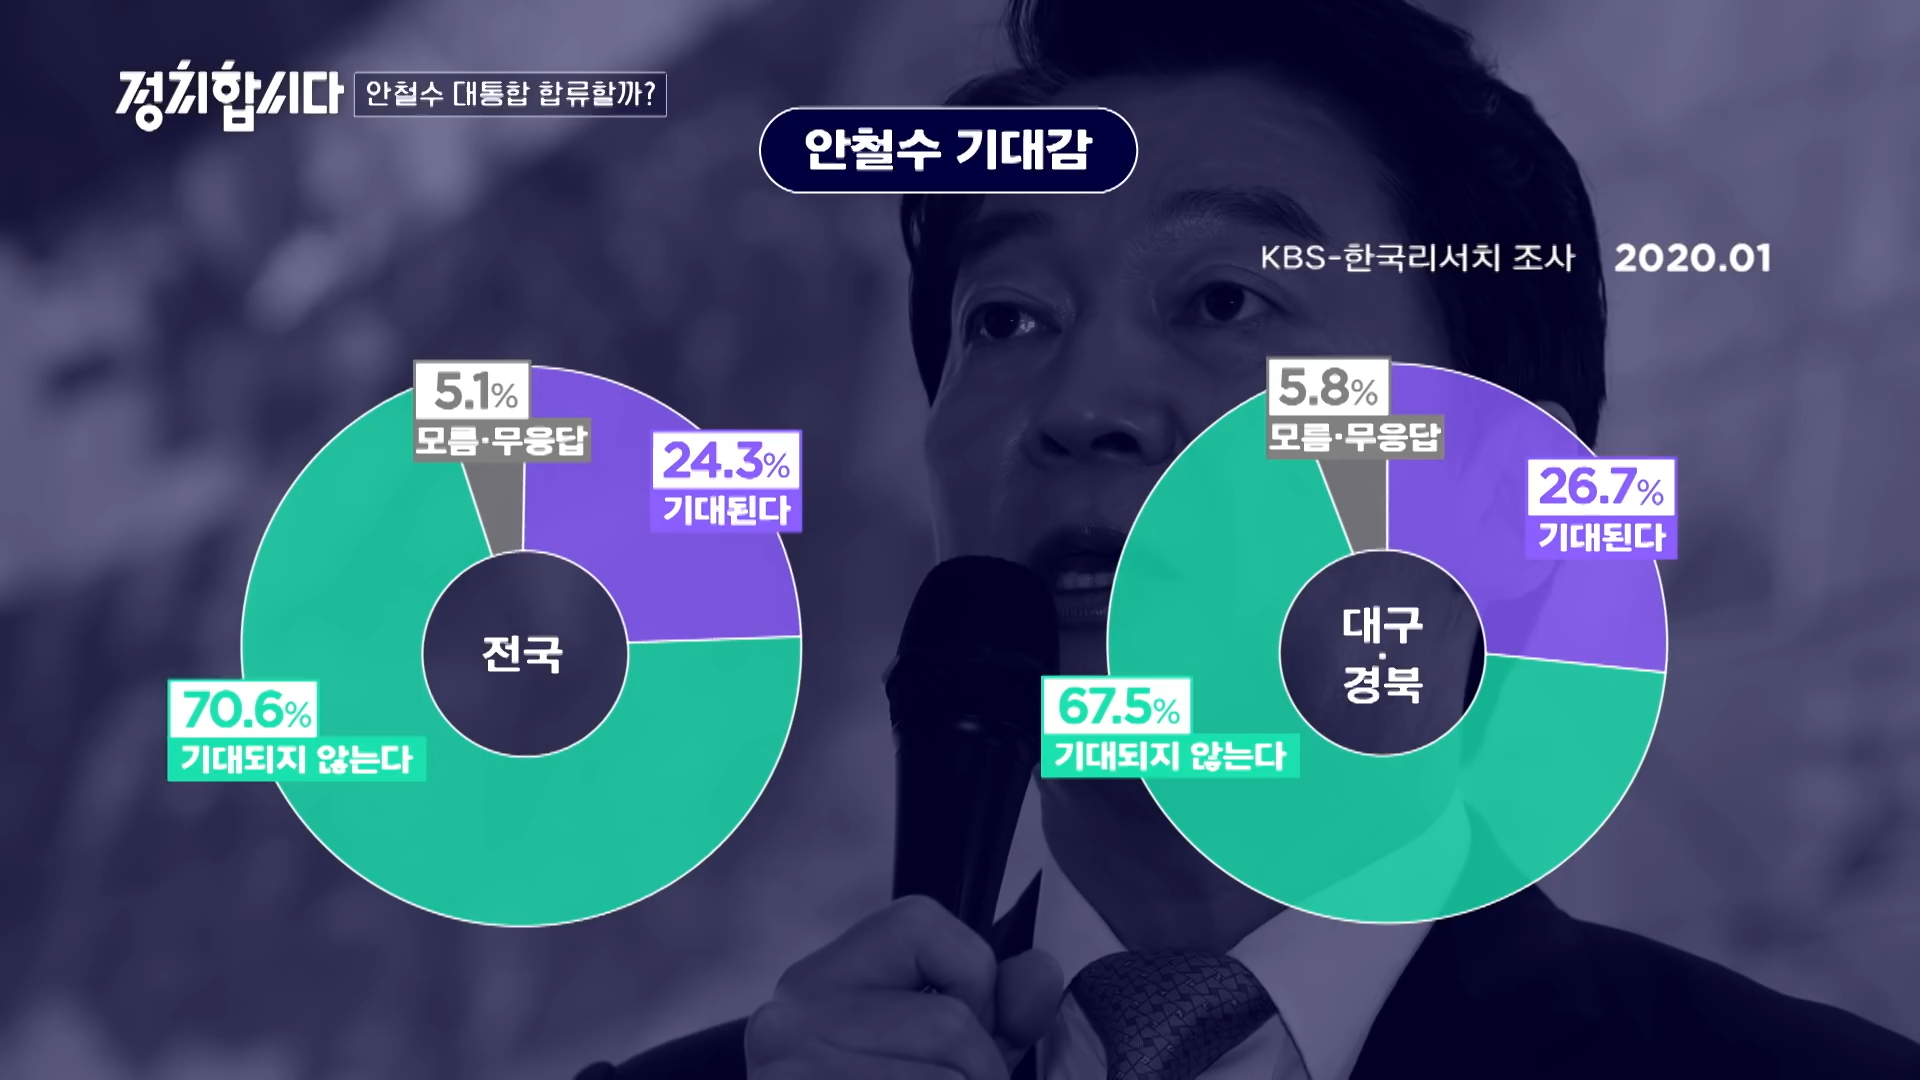 정치합시다
안철수 대통합 합류할까?
안철수 기대감
KBS-한국리서치 조사 2020.01
5.1%
모름·무응답
24.3%
기대된다
전국
70.6%
기대되지 않는다
5.8%
모름·무응답
26.7%
기대된다
대구
·
경북
67.5%
기대되지 않는다